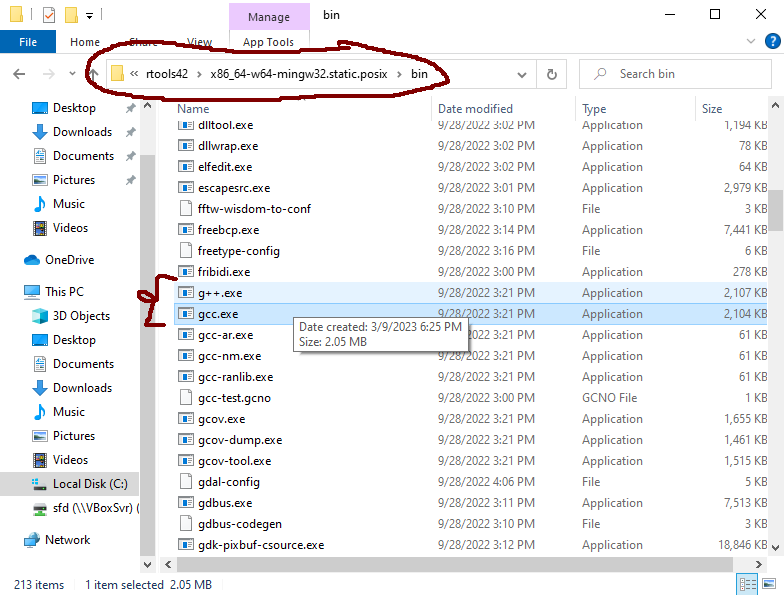 Manage
bin
File
Home
Share
View
App Tools
« rtools42 › x86_64-w64-mingw32.static.posix › bin
Search bin
Desktop
Downloads
Documents
Pictures
Music
Videos
OneDrive
This PC
3D Objects
Desktop
Documents
Downloads
Music
Pictures
Videos
Local Disk (C:)
sfd (\\VBoxSvr) (
Network
Name Date modified Type Size
dlltool.exe 9/28/2022 3:02 PM Application 1,194 KB
dllwrap.exe 9/28/2022 3:02 PM Application 78 KB
elfedit.exe 9/28/2022 3:02 PM Application 64 KB
escapesrc.exe 9/28/2022 3:01 PM Application 2,979 KB
fftw-wisdom-to-conf 9/28/2022 3:10 PM File 3 KB
freebcp.exe 9/28/2022 3:14 PM Application 7,441 KB
freetype-config 9/28/2022 3:16 PM File 6 KB
fribidi.exe 9/28/2022 3:00 PM Application 278 KB
g++.exe 9/28/2022 3:21 PM Application 2,107 KB
gcc.exe 9/28/2022 3:21 PM Application 2,104 KB
gcc-ar.exe 9/28/2022 3:21 PM Application 61 KB
Date created: 3/9/2023 6:25 PM
Size: 2.05 MB
gcc-nm.exe 9/28/2022 3:21 PM Application 61 KB
gcc-ranlib.exe 9/28/2022 3:21 PM Application 61 KB
gcc-test.gcno 9/28/2022 3:00 PM GCNO File 1 KB
gcov.exe 9/28/2022 3:21 PM Application 1,655 KB
gcov-dump.exe 9/28/2022 3:21 PM Application 1,461 KB
gcov-tool.exe 9/28/2022 3:21 PM Application 1,515 KB
gdal-config 9/28/2022 4:06 PM File 5 KB
gdbus.exe 9/28/2022 3:11 PM Application 7,513 KB
gdbus-codegen 9/28/2022 3:10 PM File 3 KB
gdk-pixbuf-csource.exe 9/28/2022 3:12 PM Application 18,846 KB
213 items 1 item selected 2.05 MB